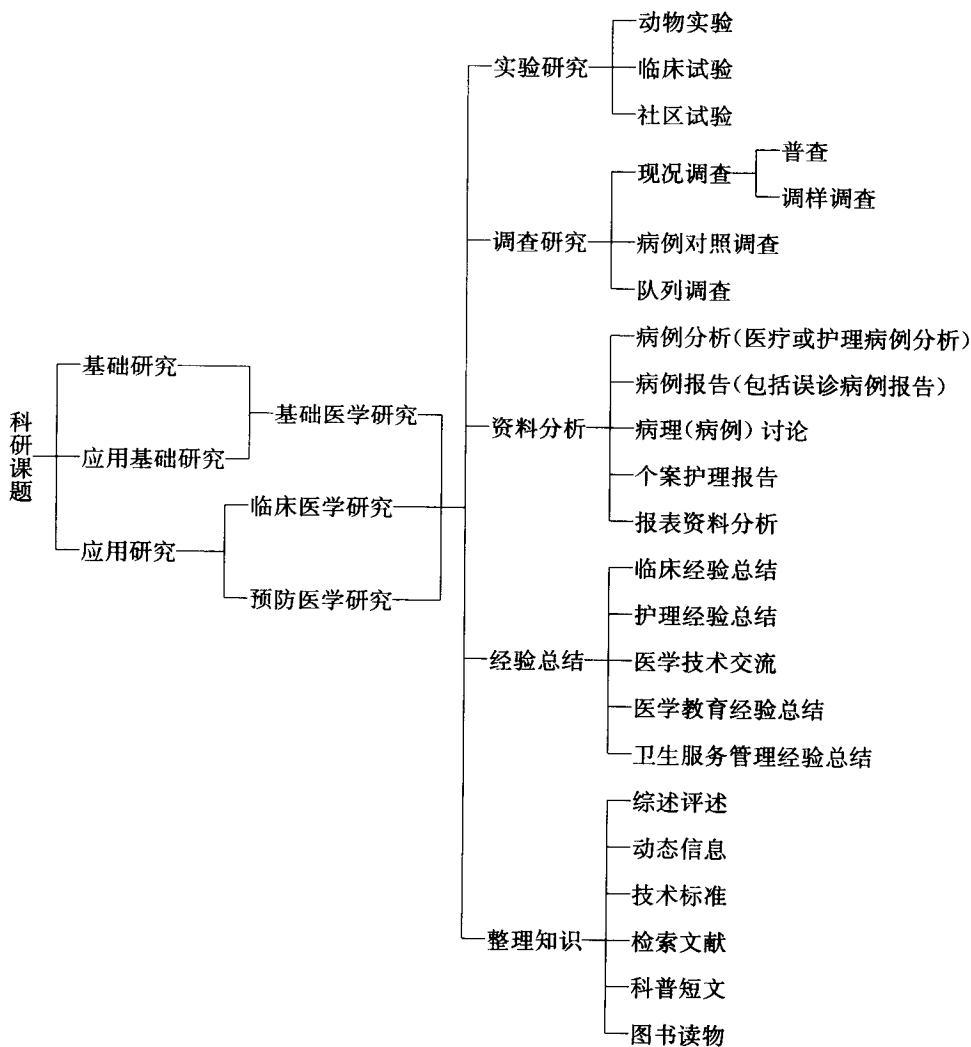 科研课题
基础研究
应用基础研究
应用研究
基础医学研究
临床医学研究
预防医学研究
实验研究
动物实验
临床试验
社区试验
调查研究
现况调查
普查
调样调查
病例对照调查
队列调查
资料分析
病例分析(医疗或护理病例分析)
病例报告(包括误诊病例报告)
病理(病例)讨论
个案护理报告
报表资料分析
经验总结
临床经验总结
护理经验总结
医学技术交流
医学教育经验总结
卫生服务管理经验总结
整理知识
综述评述
动态信息
技术标准
检索文献
科普短文
图书读物